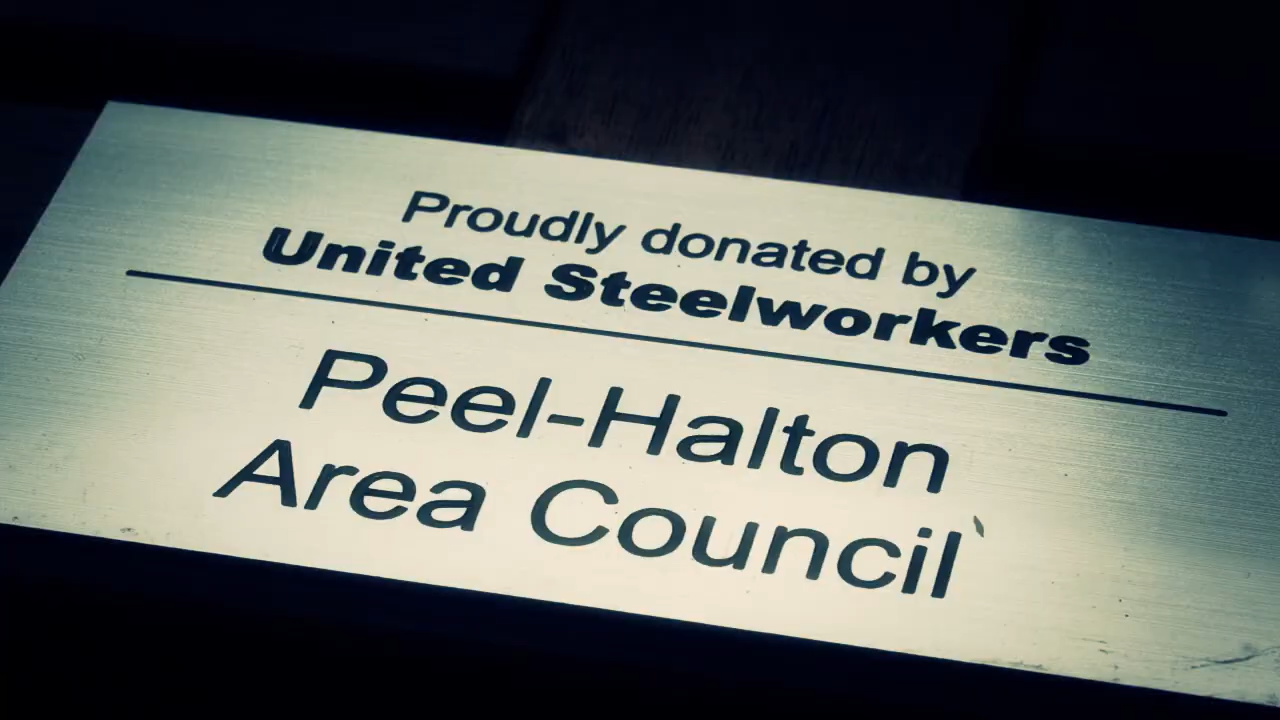 Proudly donated by
United Steelworkers
Peel-Halton
Area Council